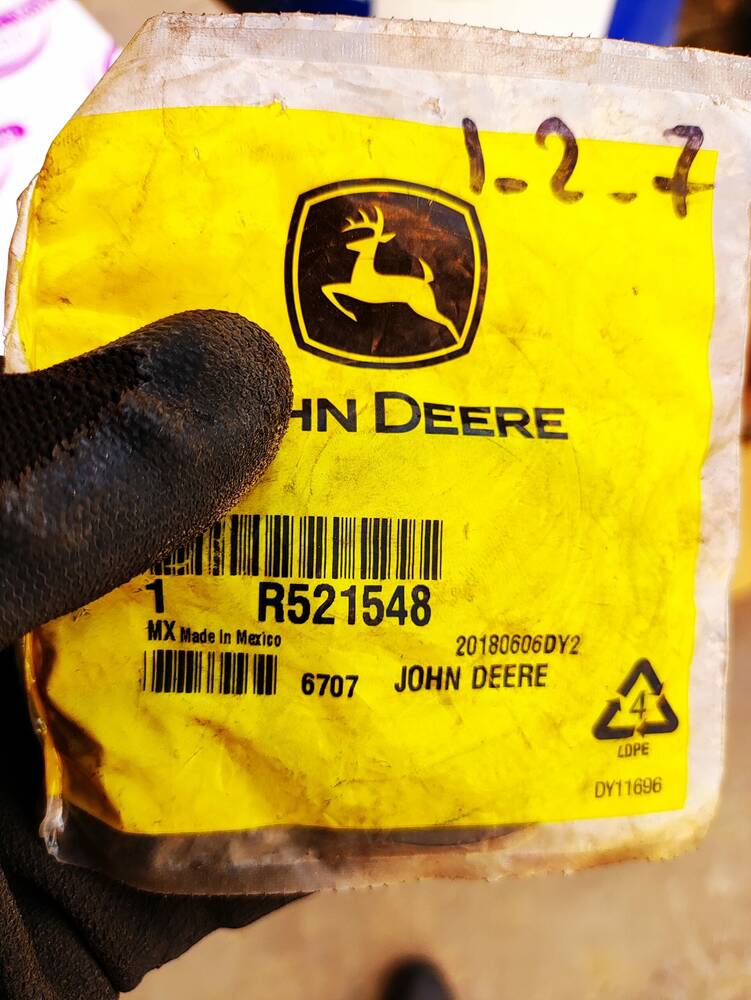 1-2-7
HN DEERE
1 R521548
MX Made In Mexico
20180606DY2
6707 JOHN DEERE
4
LDPE
DY11696